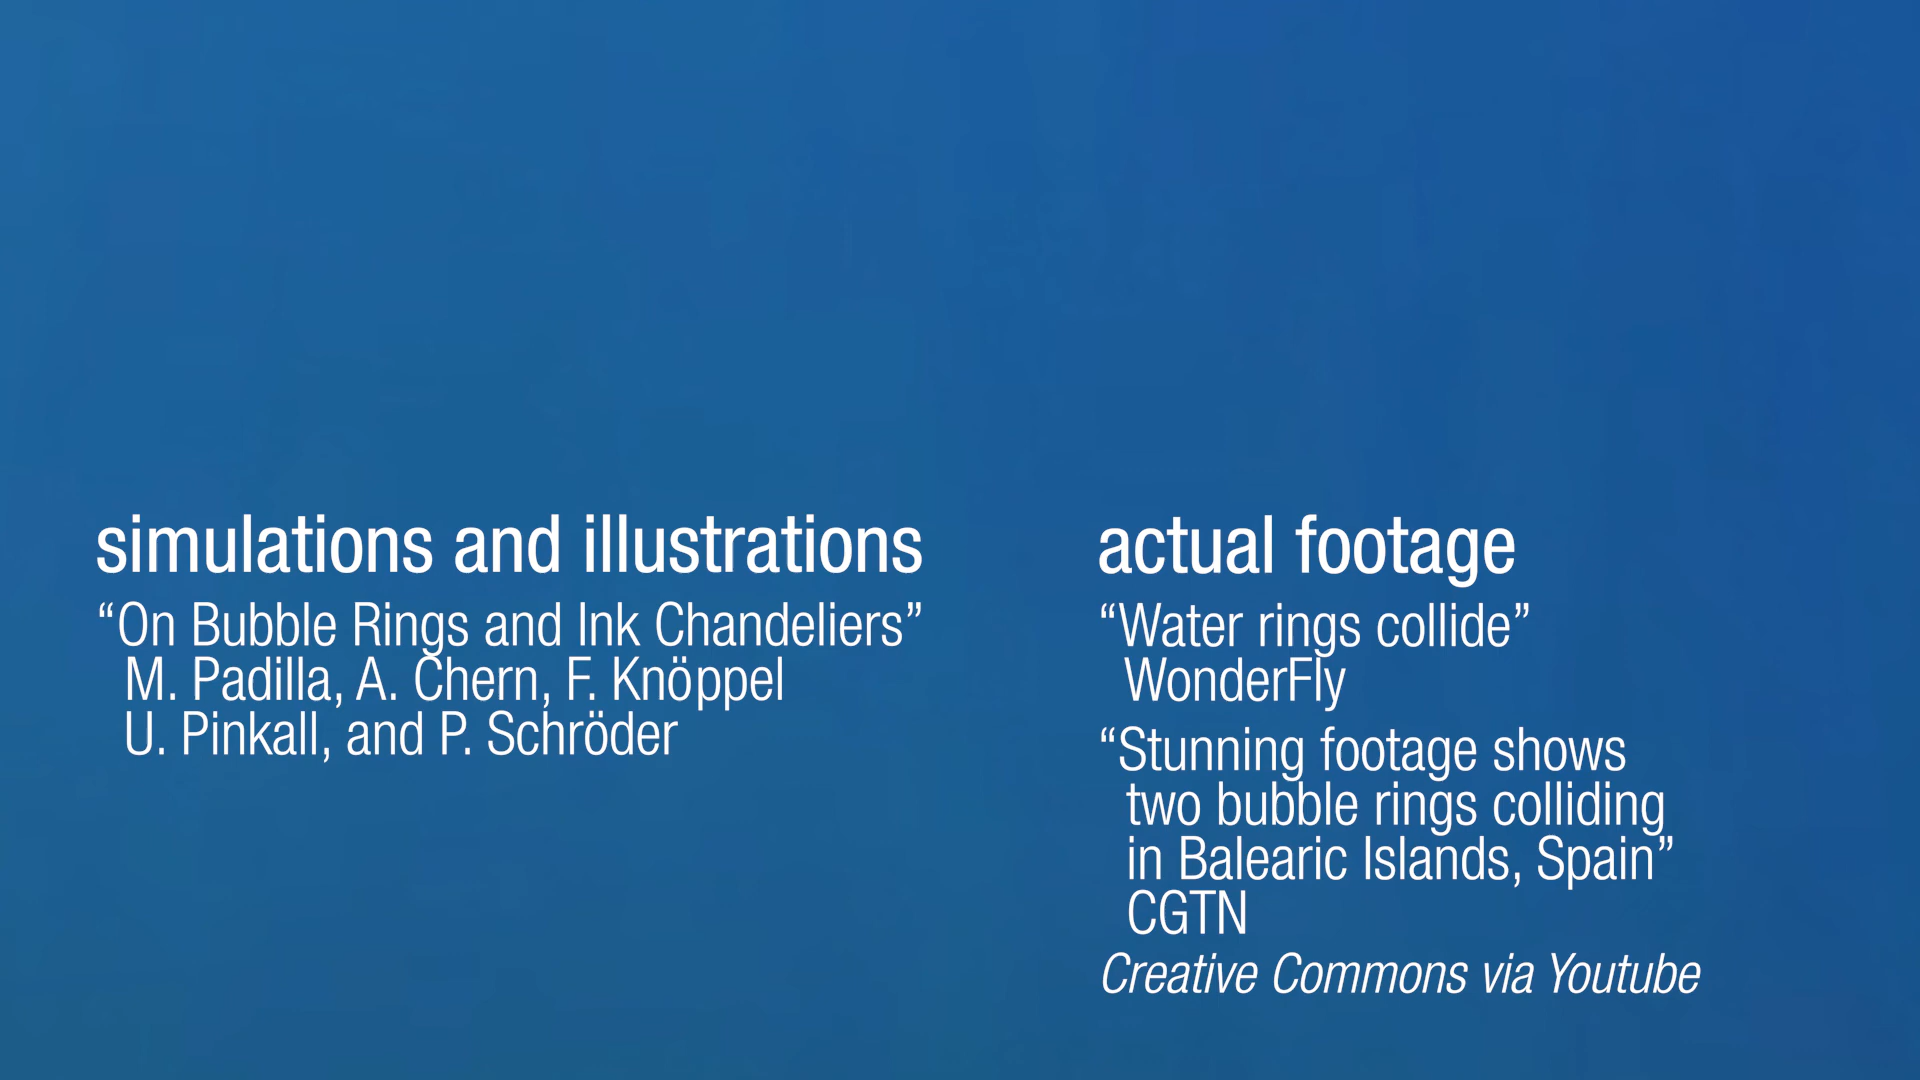 simulations and illustrations
“On Bubble Rings and Ink Chandeliers”
M. Padilla, A. Chern, F. Knöppel
U. Pinkall, and P. Schröder
actual footage
“Water rings collide”
WonderFly
“Stunning footage shows
two bubble rings colliding
in Balearic Islands, Spain”
CGTN
Creative Commons via Youtube